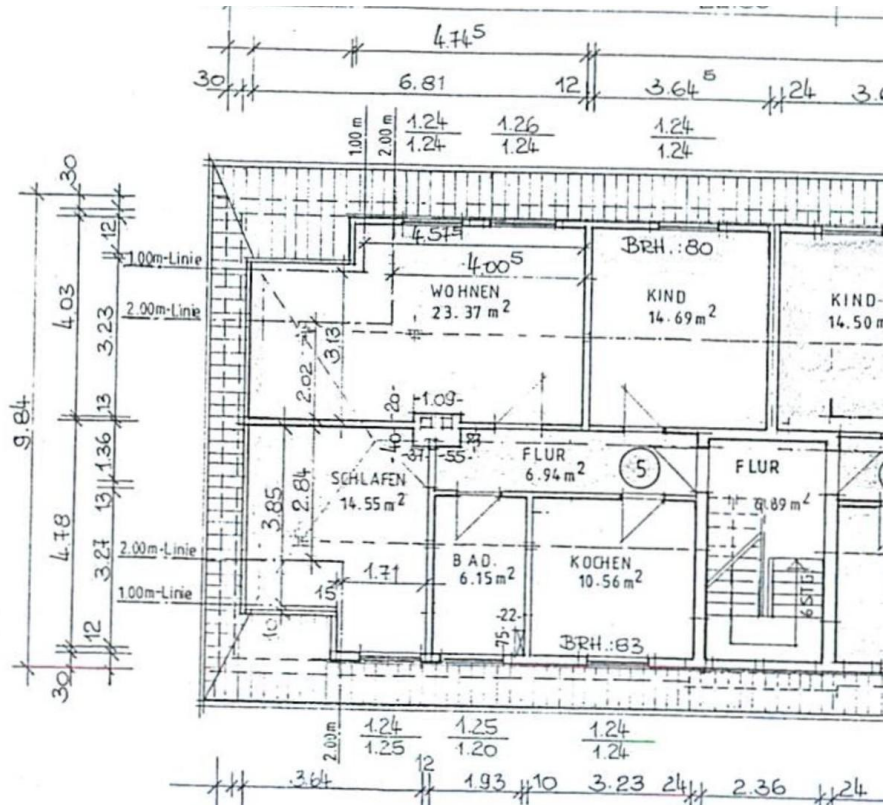 4.74⁵
30
6.81
12
3.64⁵
24
1.00 m
2.00 m
1.24
1.24
1.26
1.24
1.24
1.24
30
12
1.00m-Linie
4.57⁵
BRH.:80
4.00⁵
WOHNEN
23.37 m²
KIND
14.69 m²
KIND-
14.50
2.00m-Linie
4.03
3.23
3.13
2.02
13
20
1.09
9.84
40
37
55
1.36
FLUR
6.94 m²
5
FLUR
SCHLAFEN
14.55 m²
3.85
2.84
13
4.78
3.27
2.00m-Linie
1.71
BAD.
6.15 m²
KOCHEN
10.56 m²
6 STG.
1.00m-Linie
15
10
22
75
BRH.:83
12
30
2.00 m
1.24
1.25
1.25
1.20
1.24
1.24
3.64
12
1.93
10
3.23
24
2.36
24